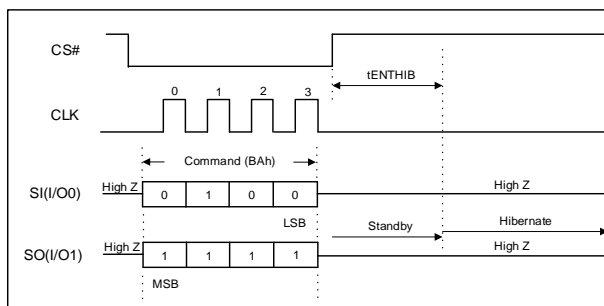 CS#
tENTHIB
0 1 2 3
CLK
Command (BAh)
High Z High Z
SI(I/O0) 0 1 0 0
LSB
Standby Hibernate
High Z High Z
SO(I/O1) 1 1 1 1
MSB